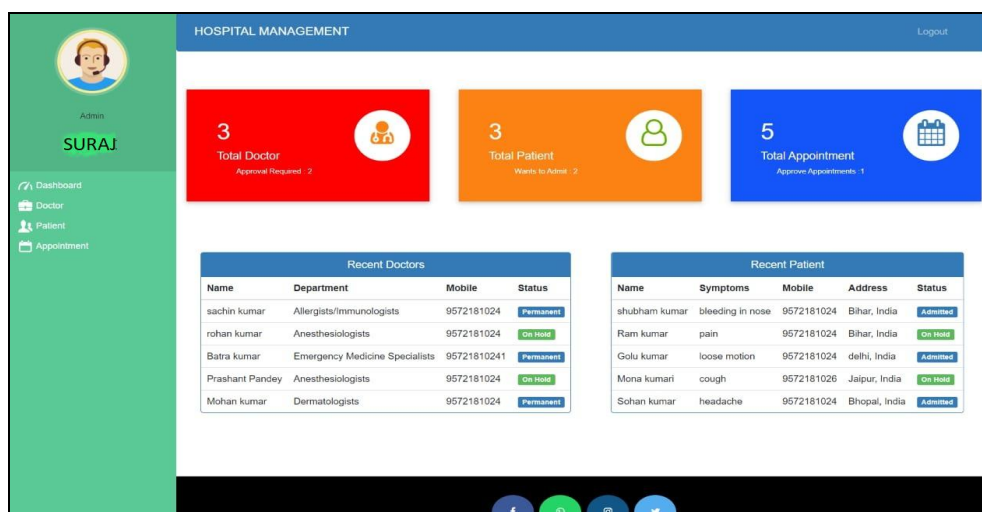 HOSPITAL MANAGEMENT
Logout
Admin
SURAJ
Dashboard
Doctor
Patient
Appointment
3
Total Doctor
Approval Required : 2
3
Total Patient
Wants to Admit : 2
5
Total Appointment
Approve Appointments :1
Recent Doctors
Name Department Mobile Status
sachin kumar Allergists/Immunologists 9572181024 Permanent
rohan kumar Anesthesiologists 9572181024 On Hold
Batra kumar Emergency Medicine Specialists 95721810241 Permanent
Prashant Pandey Anesthesiologists 9572181024 On Hold
Mohan kumar Dermatologists 9572181024 Permanent
Recent Patient
Name Symptoms Mobile Address Status
shubham kumar bleeding in nose 9572181024 Bihar, India Admitted
Ram kumar pain 9572181024 Bihar, India On Hold
Golu kumar loose motion 9572181024 delhi, India Admitted
Mona kumari cough 9572181026 Jaipur, India On Hold
Sohan kumar headache 9572181024 Bhopal, India Admitted